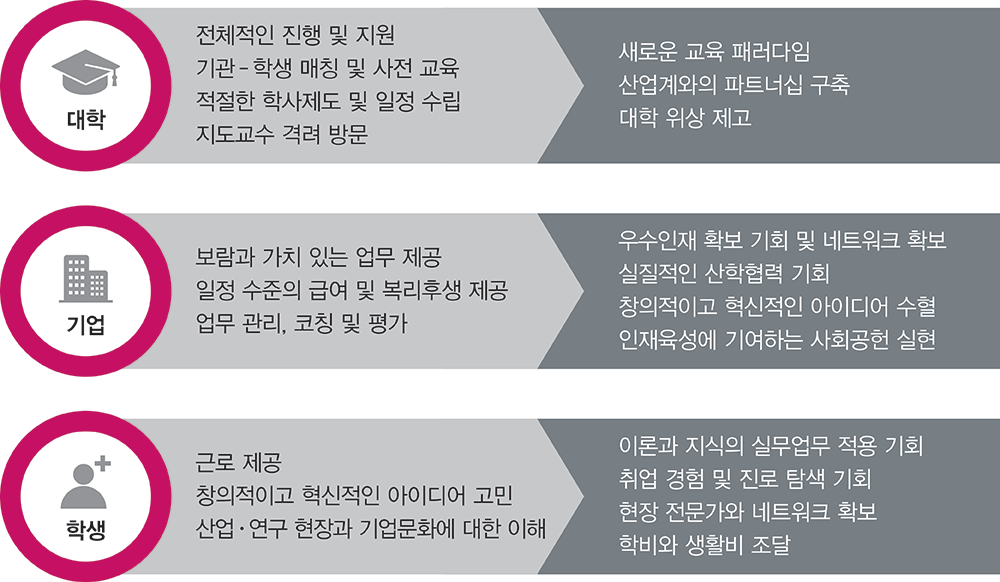 대학
전체적인 진행 및 지원
기관 – 학생 매칭 및 사전 교육
적절한 학사제도 및 일정 수립
지도교수 격려 방문
새로운 교육 패러다임
산업계와의 파트너십 구축
대학 위상 제고
기업
보람과 가치 있는 업무 제공
일정 수준의 급여 및 복리후생 제공
업무 관리, 코칭 및 평가
우수인재 확보 기회 및 네트워크 확보
실질적인 산학협력 기회
창의적이고 혁신적인 아이디어 수혈
인재육성에 기여하는 사회공헌 실현
학생
근로 제공
창의적이고 혁신적인 아이디어 고민
산업·연구 현장과 기업문화에 대한 이해
이론과 지식의 실무업무 적용 기회
취업 경험 및 진로 탐색 기회
현장 전문가와 네트워크 확보
학비와 생활비 조달